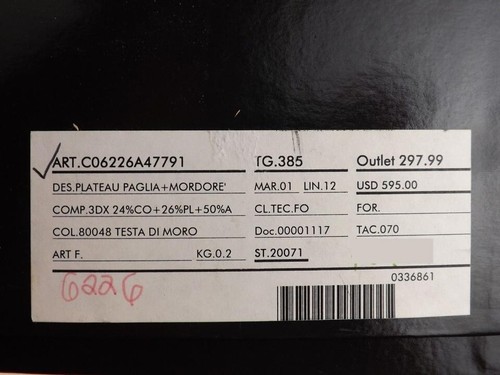 ART.C06226A47791 TG.385 Outlet 297.99
DES.PLATEAU PAGLIA+MORDORE' MAR.01 LIN.12 USD 595.00
COMP.3DX 24%CO+26%PL+50%A CL.TEC.FO FOR.
COL.80048 TESTA DI MORO Doc.00001117 TAC.070
ART F. KG.0.2 ST.20071
0336861
6226